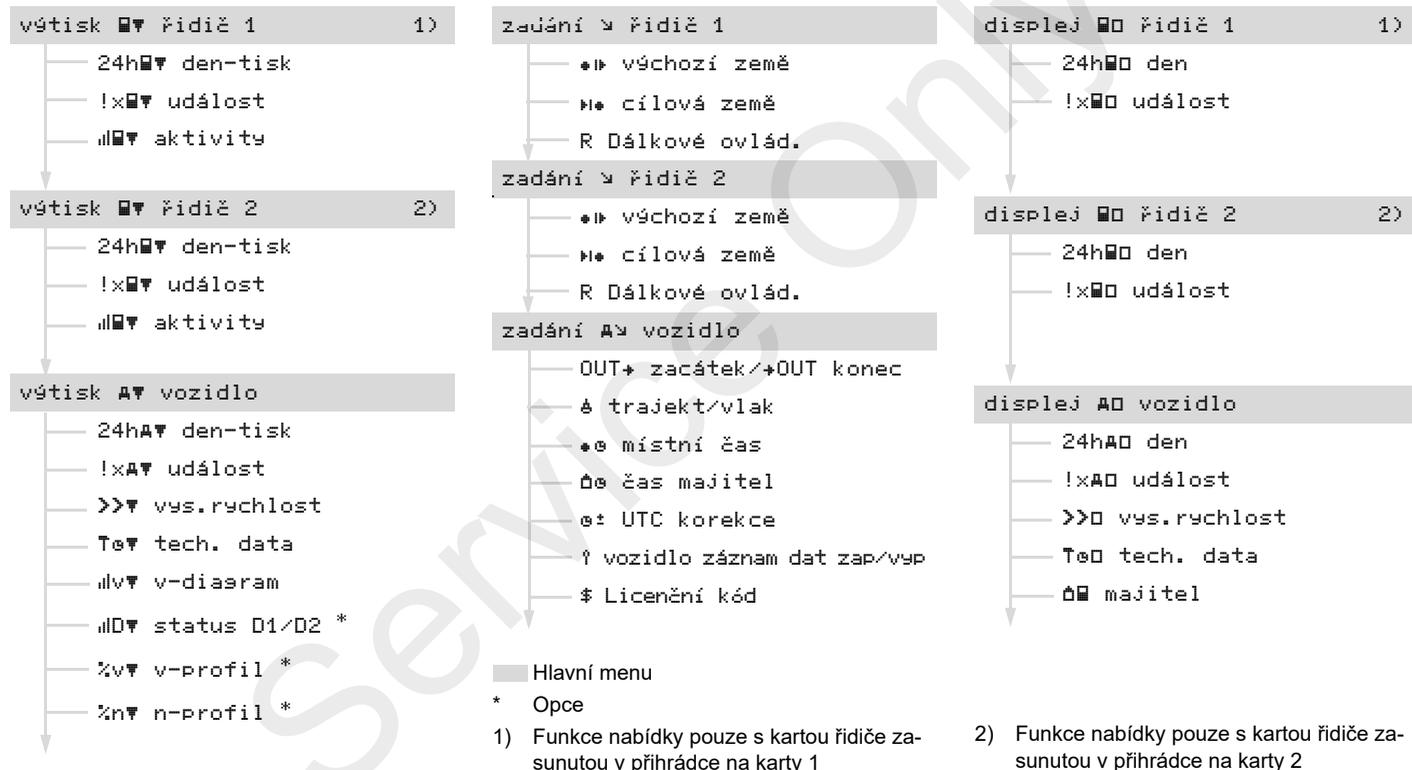 výtisk řidič 1 1)
24h den-tisk
!x událost
aktivity
výtisk řidič 2 2)
24h den-tisk
!x událost
aktivity
výtisk vozidlo
24h den-tisk
!x událost
>> vys.rychlost
T tech. data
v v-diagram
D status D1/D2 *
%v v-profil *
%n n-profil *
zadání řidič 1
výchozí země
cílová země
R Dálkové ovlád.
zadání řidič 2
výchozí země
cílová země
R Dálkové ovlád.
zadání vozidlo
OUT→ zacátek/→OUT konec
trajekt/vlak
místní čas
čas majitel
± UTC korekce
vozidlo záznam dat zap/vyp
$ Licenční kód
Hlavní menu
* Opce
1) Funkce nabídky pouze s kartou řidiče za-
sunutou v přihrádce na karty 1
displej řidič 1 1)
24h den
!x událost
displej řidič 2 2)
24h den
!x událost
displej vozidlo
24h den
!x událost
>> vys.rychlost
T tech. data
majitel
2) Funkce nabídky pouze s kartou řidiče za-
sunutou v přihrádce na karty 2
Service Only